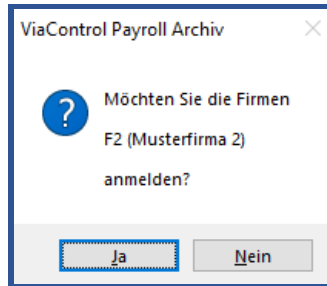 ViaControl Payroll Archiv
?
Möchten Sie die Firmen
F2 (Musterfirma 2)
anmelden?
Ja
Nein